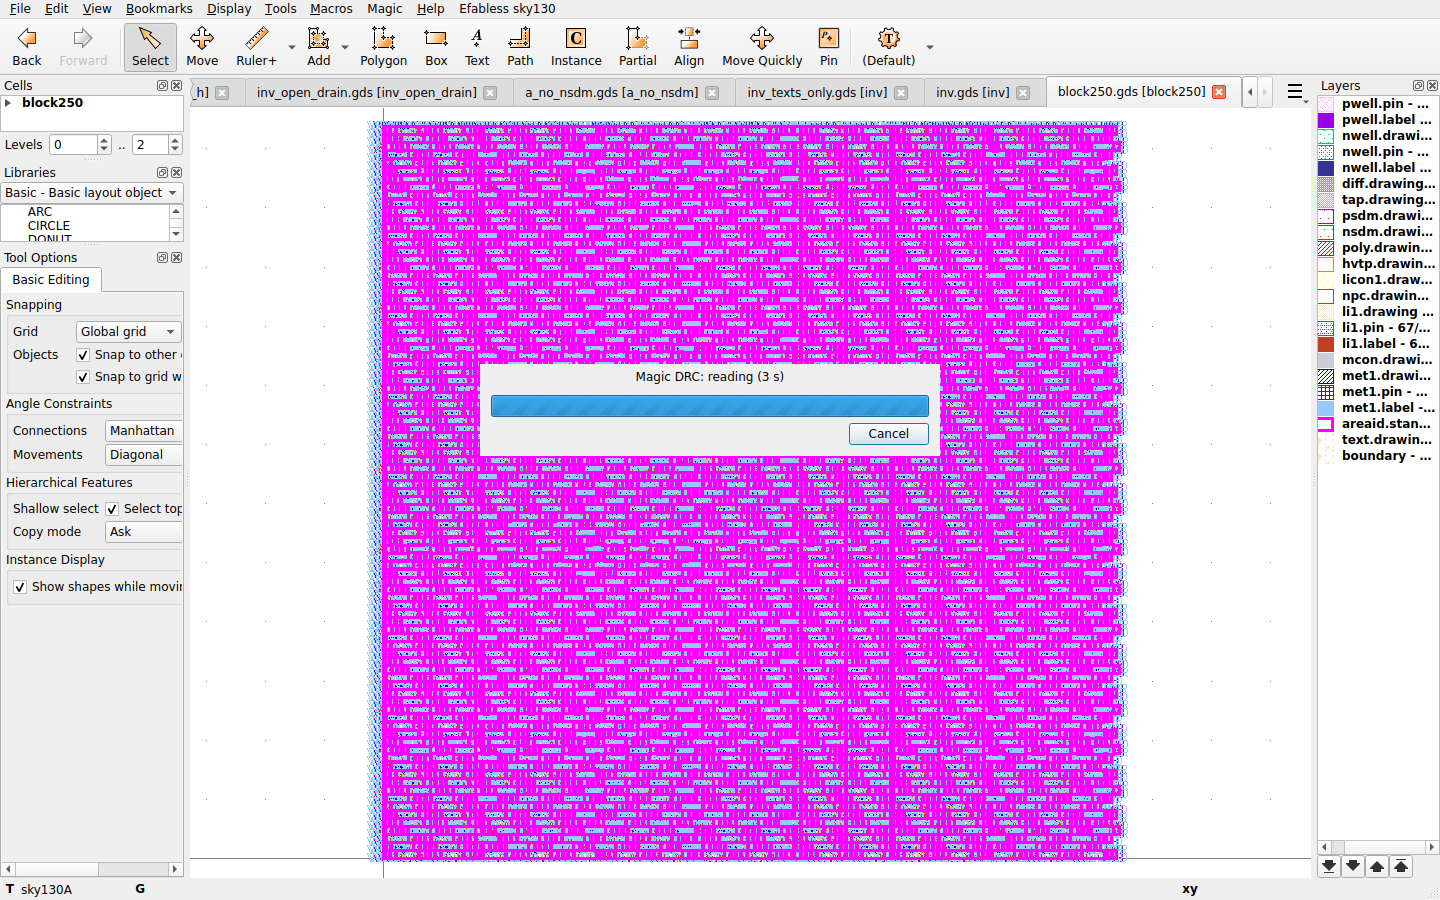 File Edit View Bookmarks Display Tools Macros Magic Help Efabless sky130
Back Forward Select Move Ruler+ Add Polygon Box Text Path Instance Partial Align Move Quickly Pin (Default)
Cells
_h] inv_open_drain.gds [inv_open_drain] a_no_nsdm.gds [a_no_nsdm] inv_texts_only.gds [inv] inv.gds [inv] block250.gds [block250]
block250
Levels 0 .. 2
Libraries
Basic - Basic layout object
ARC
CIRCLE
DONUT
Tool Options
Basic Editing
Snapping
Grid Global grid
Objects Snap to other
Snap to grid w
Angle Constraints
Connections Manhattan
Movements Diagonal
Hierarchical Features
Shallow select Select top
Copy mode Ask
Instance Display
Show shapes while movin
Magic DRC: reading (3 s)
Cancel
Layers
pwell.pin - ...
pwell.label ...
nwell.drawi...
nwell.pin - ...
nwell.label ...
diff.drawing...
tap.drawing...
psdm.drawi...
nsdm.drawi...
poly.drawin...
hvtp.drawin...
licon1.draw...
npc.drawin...
li1.drawing ...
li1.pin - 67/...
li1.label - 6...
mcon.drawi...
met1.drawi...
met1.pin - ...
met1.label -...
areaid.stan...
text.drawin...
boundary - ...
T sky130A G xy